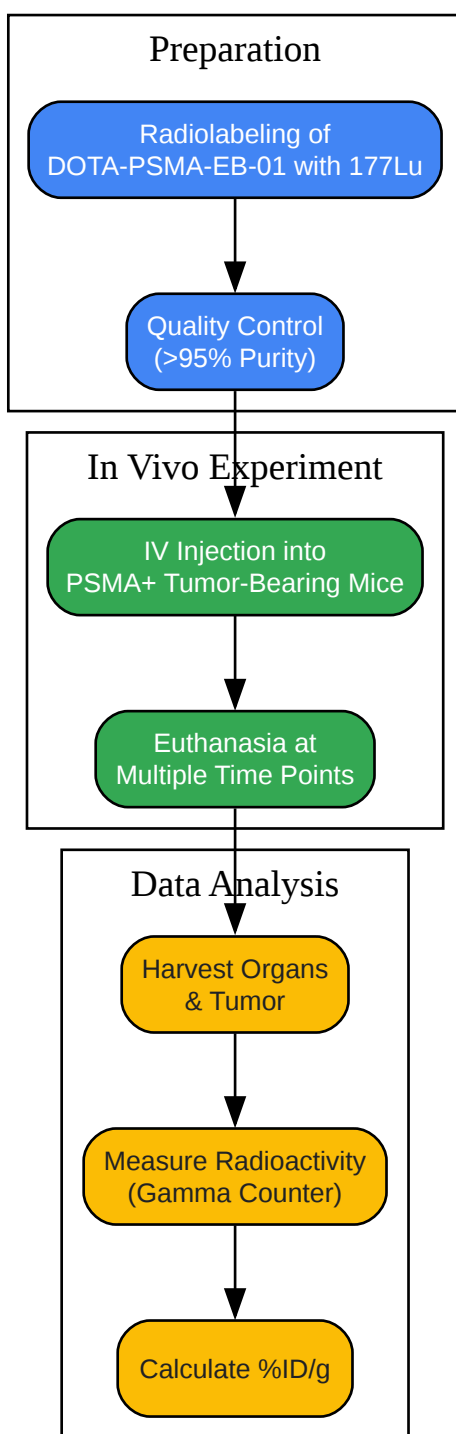 Preparation
Radiolabeling of
DOTA-PSMA-EB-01 with 177Lu
Quality Control
(>95% Purity)
In Vivo Experiment
IV Injection into
PSMA+ Tumor-Bearing Mice
Euthanasia at
Multiple Time Points
Data Analysis
Harvest Organs
& Tumor
Measure Radioactivity
(Gamma Counter)
Calculate %ID/g